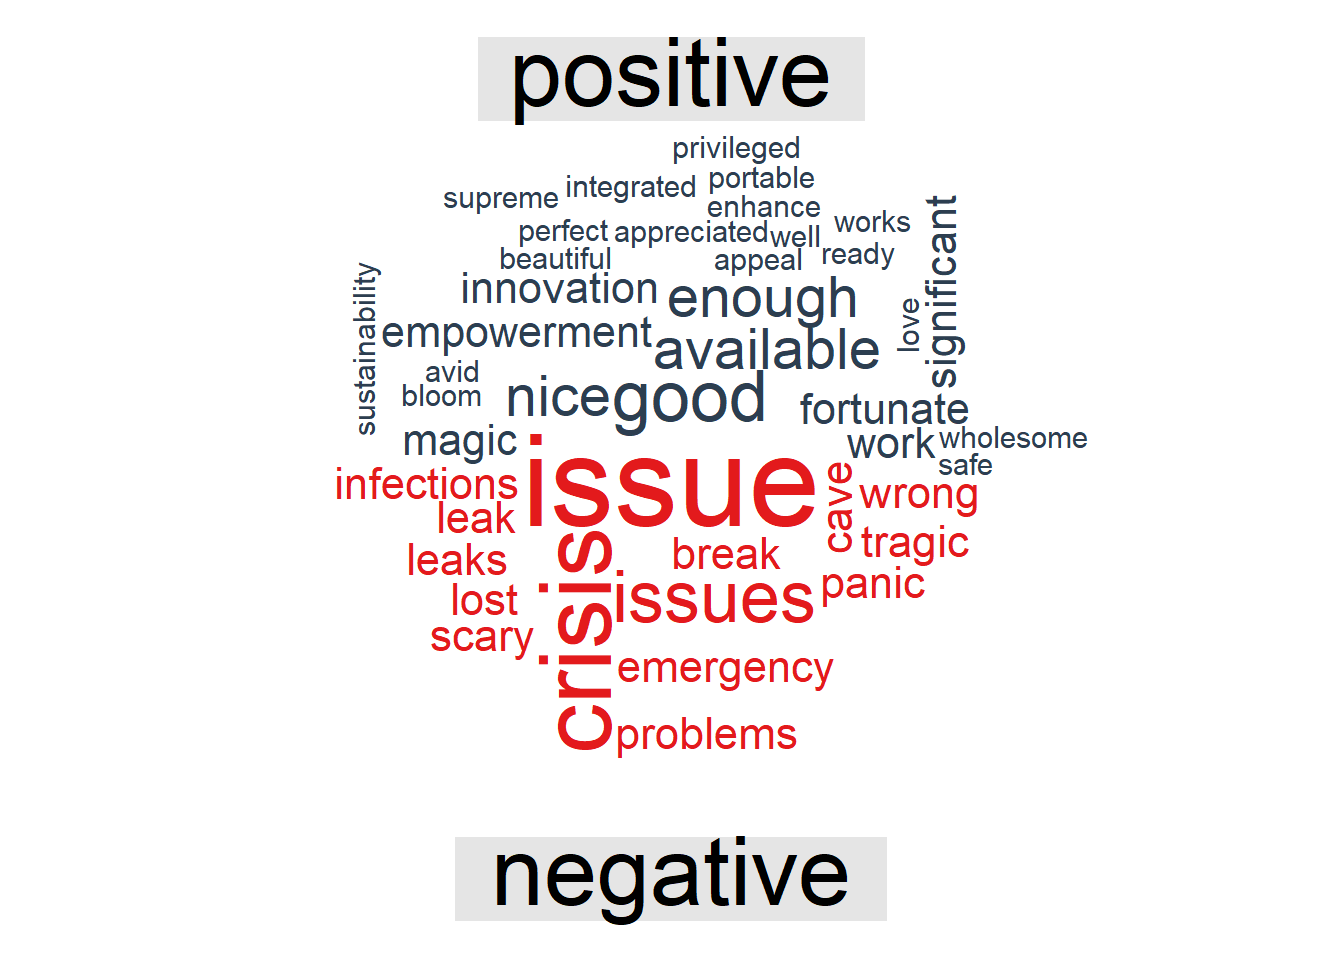 positive
privileged
integrated portable
supreme enhance
perfect appreciated well works
beautiful appeal ready
innovation enough significant
sustainability empowerment available love
avid
bloom nice good fortunate
magic work wholesome
safe
infections issue cave wrong
leak
leaks break tragic
lost crisis issues panic
scary
emergency
problems
negative